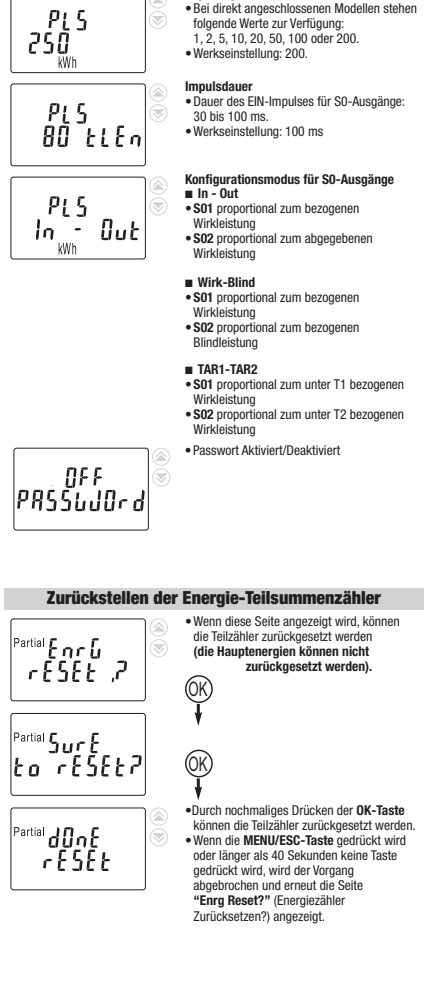 PLS
250
kWh
• Bei direkt angeschlossenen Modellen stehen
folgende Werte zur Verfügung:
1, 2, 5, 10, 20, 50, 100 oder 200.
• Werkseinstellung: 200.
PLS
80 tLEn
Impulsdauer
• Dauer des EIN-Impulses für S0-Ausgänge:
30 bis 100 ms.
• Werkseinstellung: 100 ms
PLS
In - Out
kWh
Konfigurationsmodus für S0-Ausgänge
■ In - Out
• S01 proportional zum bezogenen
Wirkleistung
• S02 proportional zum abgegebenen
Wirkleistung
■ Wirk-Blind
• S01 proportional zum bezogenen
Wirkleistung
• S02 proportional zum bezogenen
Blindleistung
■ TAR1-TAR2
• S01 proportional zum unter T1 bezogenen
Wirkleistung
• S02 proportional zum unter T2 bezogenen
Wirkleistung
OFF
PASSWOrd
• Passwort Aktiviert/Deaktiviert
Zurückstellen der Energie-Teilsummenzähler
Partial EnrG
rESEt ?
• Wenn diese Seite angezeigt wird, können
die Teilzähler zurückgesetzt werden
(die Hauptenergien können nicht
zurückgesetzt werden).
OK
Partial SurE
to rESEt?
OK
Partial dOnE
rESEt
• Durch nochmaliges Drücken der OK-Taste
können die Teilzähler zurückgesetzt werden.
• Wenn die MENU/ESC-Taste gedrückt wird
oder länger als 40 Sekunden keine Taste
gedrückt wird, wird der Vorgang
abgebrochen und erneut die Seite
“Enrg Reset?” (Energiezähler
Zurücksetzen?) angezeigt.